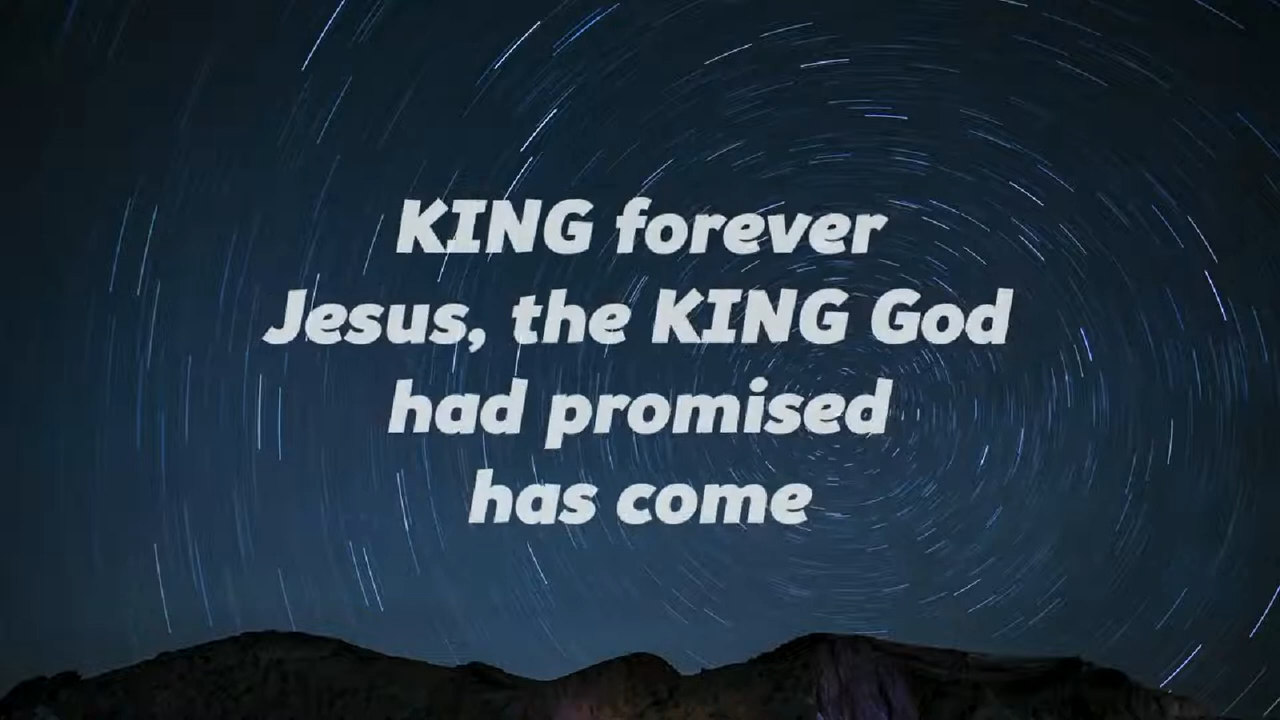 KING forever
Jesus, the KING God
had promised
has come